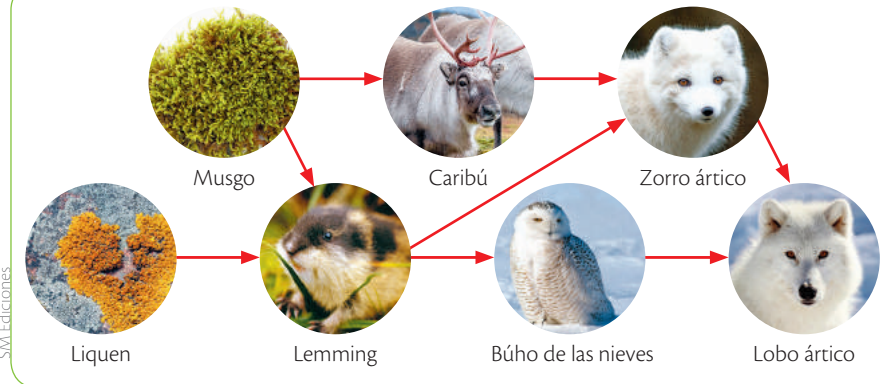 Musgo
Caribú
Zorro ártico
Liquen
Lemming
Búho de las nieves
Lobo ártico
SM Ediciones